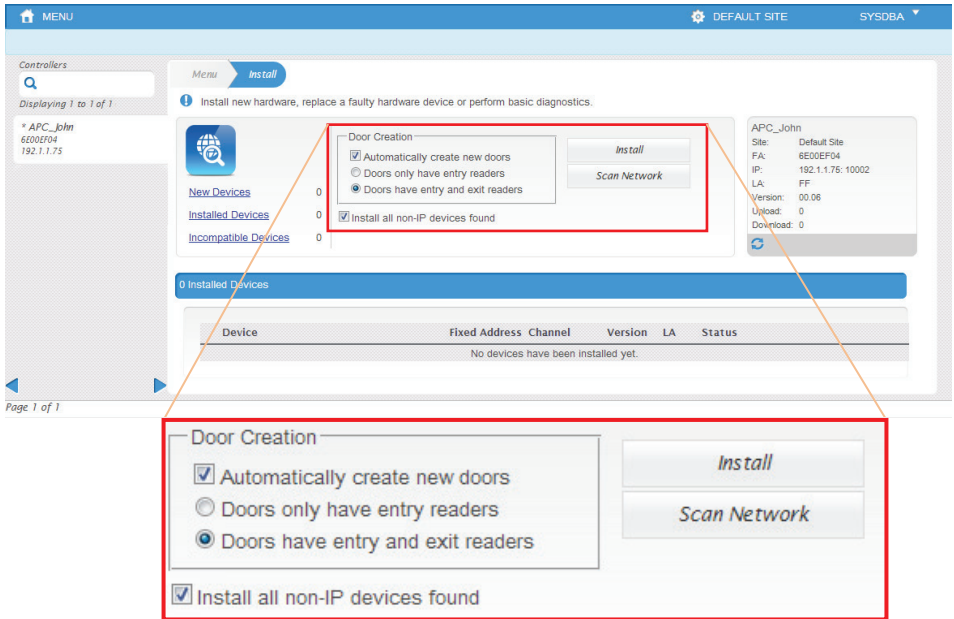 MENU
DEFAULT SITE
SYSDBA
Controllers
Displaying 1 to 1 of 1
* APC_John
6E00EF04
192.1.1.75
Page 1 of 1
Menu
Install
Install new hardware, replace a faulty hardware device or perform basic diagnostics.
New Devices 0
Installed Devices 0
Incompatible Devices 0
Door Creation
Automatically create new doors
Doors only have entry readers
Doors have entry and exit readers
Install all non-IP devices found
Install
Scan Network
APC_John
Site: Default Site
FA: 6E00EF04
IP: 192.1.1.75: 10002
LA: FF
Version: 00.06
Upload: 0
Download: 0
0 Installed Devices
Device Fixed Address Channel Version LA Status
No devices have been installed yet.
Door Creation
Automatically create new doors
Doors only have entry readers
Doors have entry and exit readers
Install all non-IP devices found
Install
Scan Network